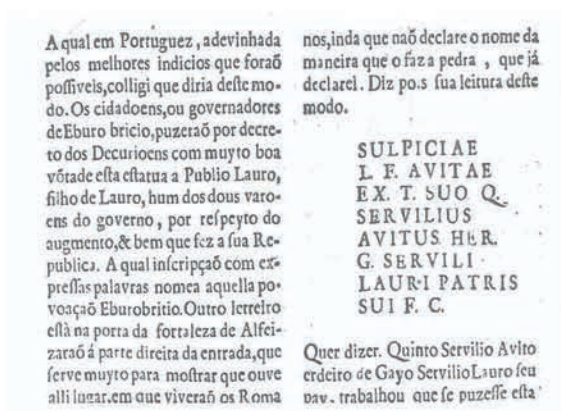 A qual em Portuguez, adevinhada
pelos melhores indicios que foraõ
poſſiveis, colligi que diria deſte mo-
do. Os cidadoens, ou governadores
de Eburo bricio, puzeraõ por decre-
to dos Decurioens com muyto boa
võtade eſta eſtatua a Publio Lauro,
filho de Lauro, hum dos dous varo-
ens do governo, por reſpeyto do
augmento, & bem que fez a ſua Re-
publica. A qual inſcripçaõ com ex-
preſſas palavras nomea aquella po-
voaçaõ Eburobritio. Outro letreiro
eſtà na porta da fortaleza de Alfei-
zaraõ á parte direita da entrada, que
ſerve muyto para moſtrar que ouve
alli lugar, em que viveraõ os Roma
nos, inda que naõ declare o nome da
maneira que o faz a pedra, que já
declarei. Diz po.s ſua leitura deſte
modo.
SULPICIAE
L. F. AVITAE
EX. T. SUO Q.
SERVILIUS
AVITUS HER.
G. SERVILI
LAURI PATRIS
SUI F. C.
Quer dizer. Quinto Servilio Avito
erdeiro de Gayo Servilio Lauro ſeu
pay, trabalhou que ſe puzeſſe eſta